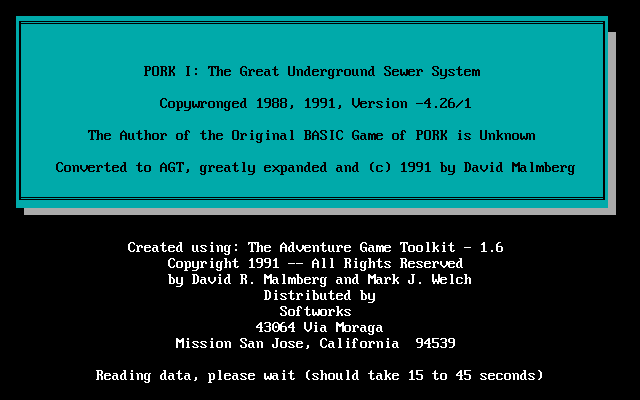 PORK I: The Great Underground Sewer System
Copywronged 1988, 1991, Version -4.26/1
The Author of the Original BASIC Game of PORK is Unknown
Converted to AGT, greatly expanded and (c) 1991 by David Malmberg
Created using: The Adventure Game Toolkit - 1.6
Copyright 1991 -- All Rights Reserved
by David R. Malmberg and Mark J. Welch
Distributed by
Softworks
43064 Via Moraga
Mission San Jose, California  94539
Reading data, please wait (should take 15 to 45 seconds)